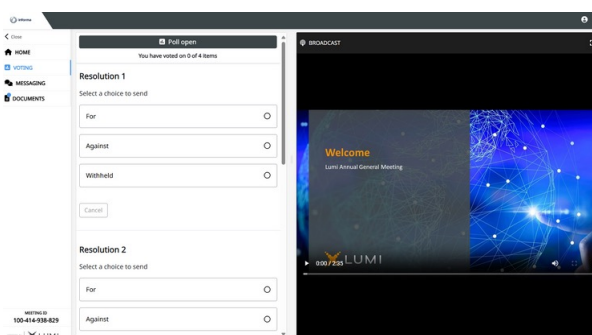 informa
Close
HOME
VOTING
MESSAGING
DOCUMENTS
MEETING ID
100-414-938-829
Poll open
You have voted on 0 of 4 items
Resolution 1
Select a choice to send
For
Against
Withheld
Cancel
Resolution 2
Select a choice to send
For
Against
BROADCAST
Welcome
Lumi Annual General Meeting
LUMI
0:00 / 2:25